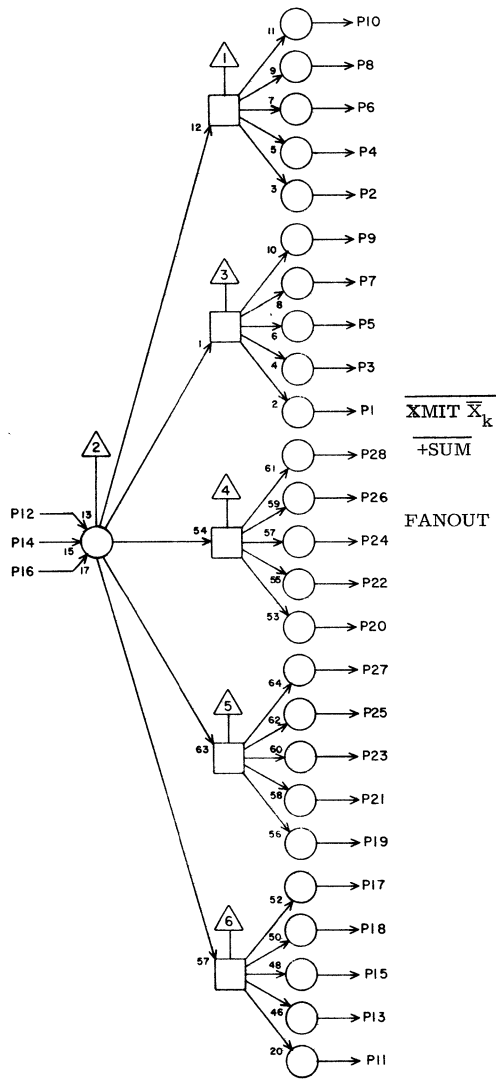 11 P10
1 9 P8
7 P6
12 5 P4
3 P2
10 P9
3 8 P7
6 P5
1 4 P3
2 P1
XMIT X̅k
+SUM
FANOUT
61 P28
4 59 P26
54 57 P24
55 P22
53 P20
2
P12 13
P14 15
P16 17
64 P27
5 62 P25
63 60 P23
58 P21
56 P19
52 P17
6 50 P18
57 48 P15
46 P13
20 P11